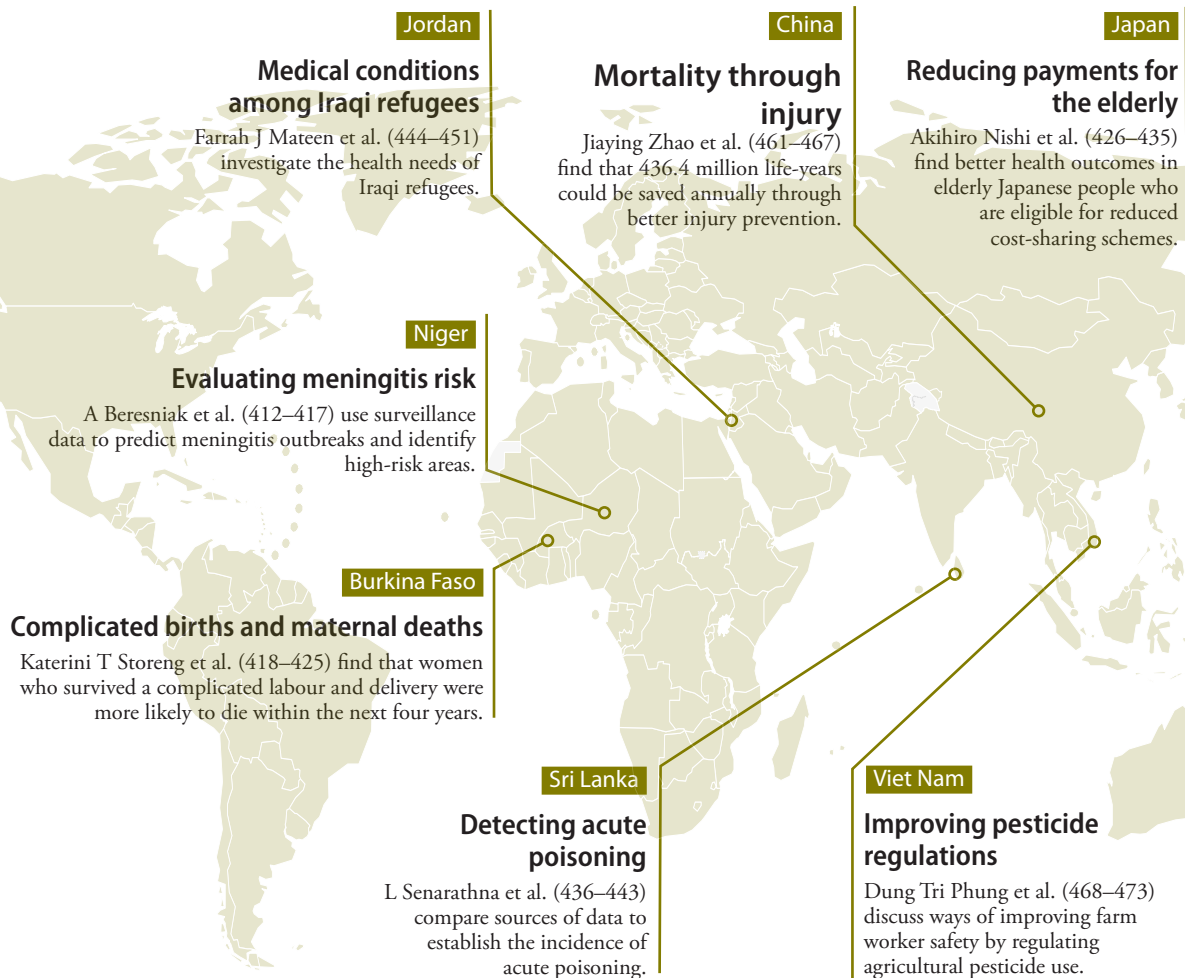 Jordan
Medical conditions
among Iraqi refugees
Farrah J Mateen et al. (444–451)
investigate the health needs of
Iraqi refugees.
China
Mortality through
injury
Jiaying Zhao et al. (461–467)
find that 436.4 million life-years
could be saved annually through
better injury prevention.
Japan
Reducing payments for
the elderly
Akihiro Nishi et al. (426–435)
find better health outcomes in
elderly Japanese people who
are eligible for reduced
cost-sharing schemes.
Niger
Evaluating meningitis risk
A Beresniak et al. (412–417) use surveillance
data to predict meningitis outbreaks and identify
high-risk areas.
Burkina Faso
Complicated births and maternal deaths
Katerini T Storeng et al. (418–425) find that women
who survived a complicated labour and delivery were
more likely to die within the next four years.
Sri Lanka
Detecting acute
poisoning
L Senarathna et al. (436–443)
compare sources of data to
establish the incidence of
acute poisoning.
Viet Nam
Improving pesticide
regulations
Dung Tri Phung et al. (468–473)
discuss ways of improving farm
worker safety by regulating
agricultural pesticide use.